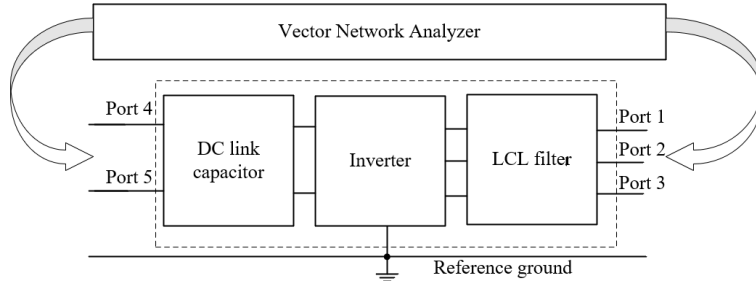 Vector Network Analyzer
Port 4
Port 5
DC link
capacitor
Inverter
LCL filter
Port 1
Port 2
Port 3
Reference ground